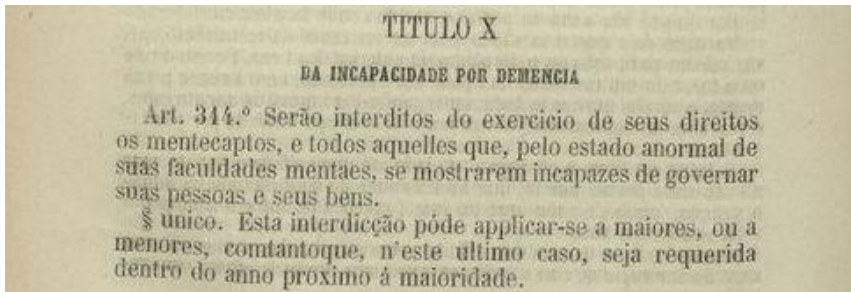 TITULO X
DA INCAPACIDADE POR DEMENCIA
Art. 314.º Serão interditos do exercicio de seus direitos
os mentecaptos, e todos aquelles que, pelo estado anormal de
suas faculdades mentaes, se mostrarem incapazes de governar
suas pessoas e seus bens.
§ unico. Esta interdicção póde applicar-se a maiores, ou a
menores, comtantoque, n'este ultimo caso, seja requerida
dentro do anno proximo á maioridade.